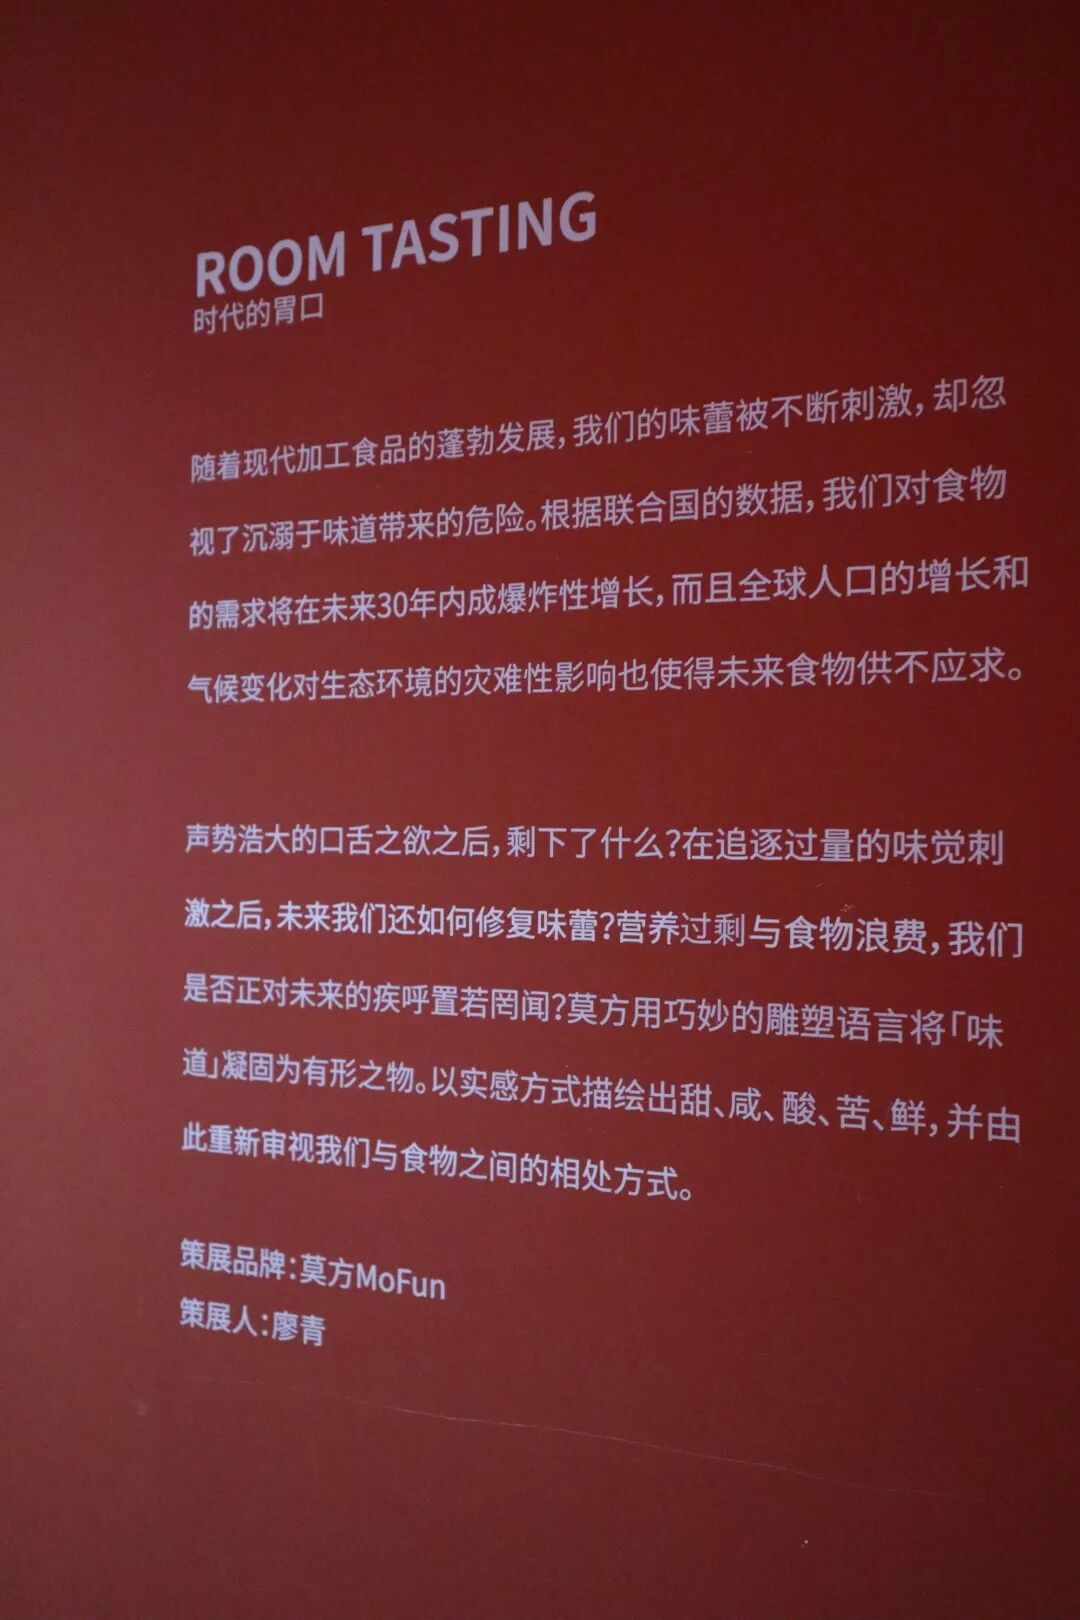 ROOM TASTING
时代的胃口
随着现代加工食品的蓬勃发展，我们的味蕾被不断刺激，却忽
视了沉溺于味道带来的危险。根据联合国的数据，我们对食物
的需求将在未来30年内成爆炸性增长，而且全球人口的增长和
气候变化对生态环境的灾难性影响也使得未来食物供不应求。
声势浩大的口舌之欲之后，剩下了什么？在追逐过量的味觉刺
激之后，未来我们还如何修复味蕾？营养过剩与食物浪费，我们
是否正对未来的疾呼置若罔闻？莫方用巧妙的雕塑语言将「味
道」凝固为有形之物。以实感方式描绘出甜、咸、酸、苦、鲜，并由
此重新审视我们与食物之间的相处方式。
策展品牌：莫方MoFun
策展人：廖青